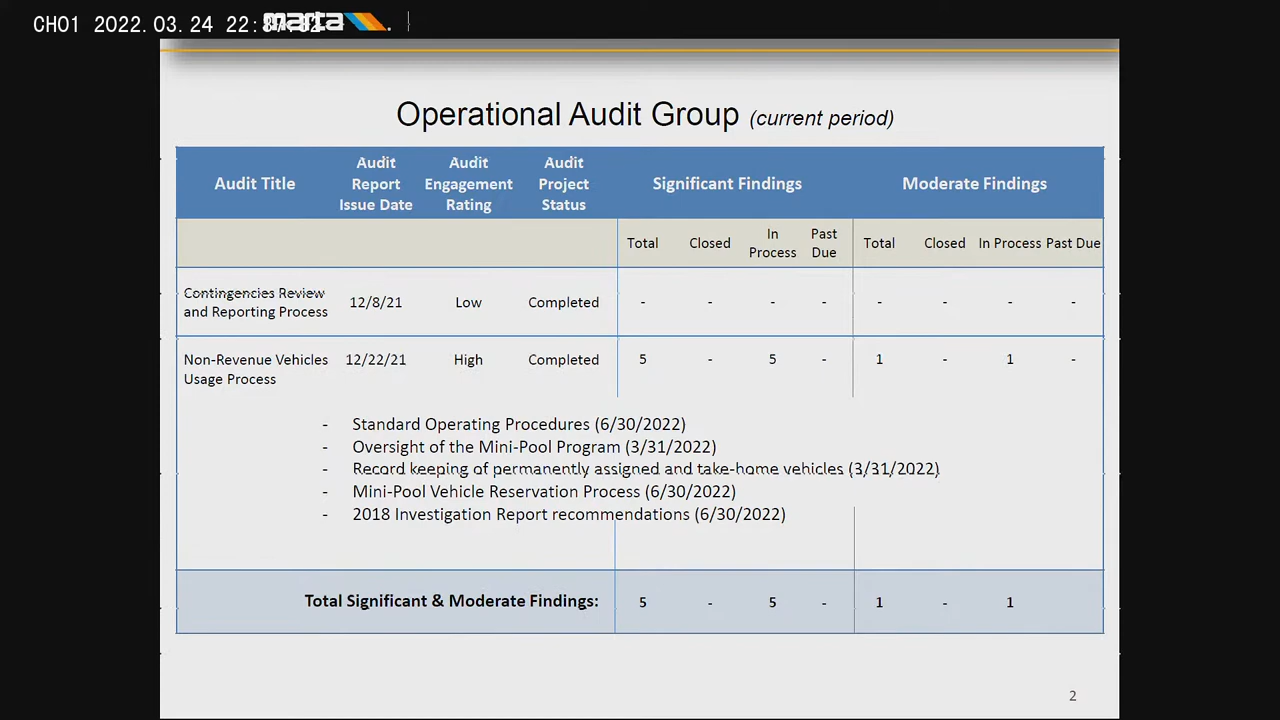 CH01 2022.03.24 22:
marta
Operational Audit Group (current period)
Audit Title
Audit Report Issue Date
Audit Engagement Rating
Audit Project Status
Significant Findings
Moderate Findings
Total
Closed
In Process
Past Due
Total
Closed
In Process
Past Due
Contingencies Review and Reporting Process
12/8/21
Low
Completed
- - - - - - - -
Non-Revenue Vehicles Usage Process
12/22/21
High
Completed
5 - 5 - 1 - 1 -
- Standard Operating Procedures (6/30/2022)
- Oversight of the Mini-Pool Program (3/31/2022)
- Record keeping of permanently assigned and take-home vehicles (3/31/2022)
- Mini-Pool Vehicle Reservation Process (6/30/2022)
- 2018 Investigation Report recommendations (6/30/2022)
Total Significant & Moderate Findings: 5 - 5 - 1 - 1
2